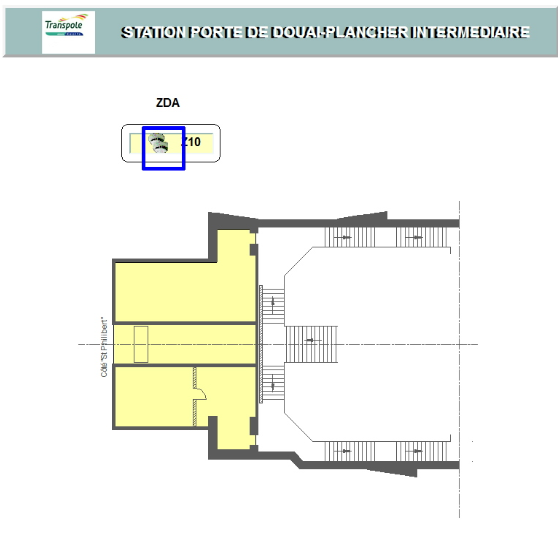 Transpole
STATION PORTE DE DOUAI-PLANCHER INTERMEDIAIRE
ZDA
Z10
Côté "St Philibert"